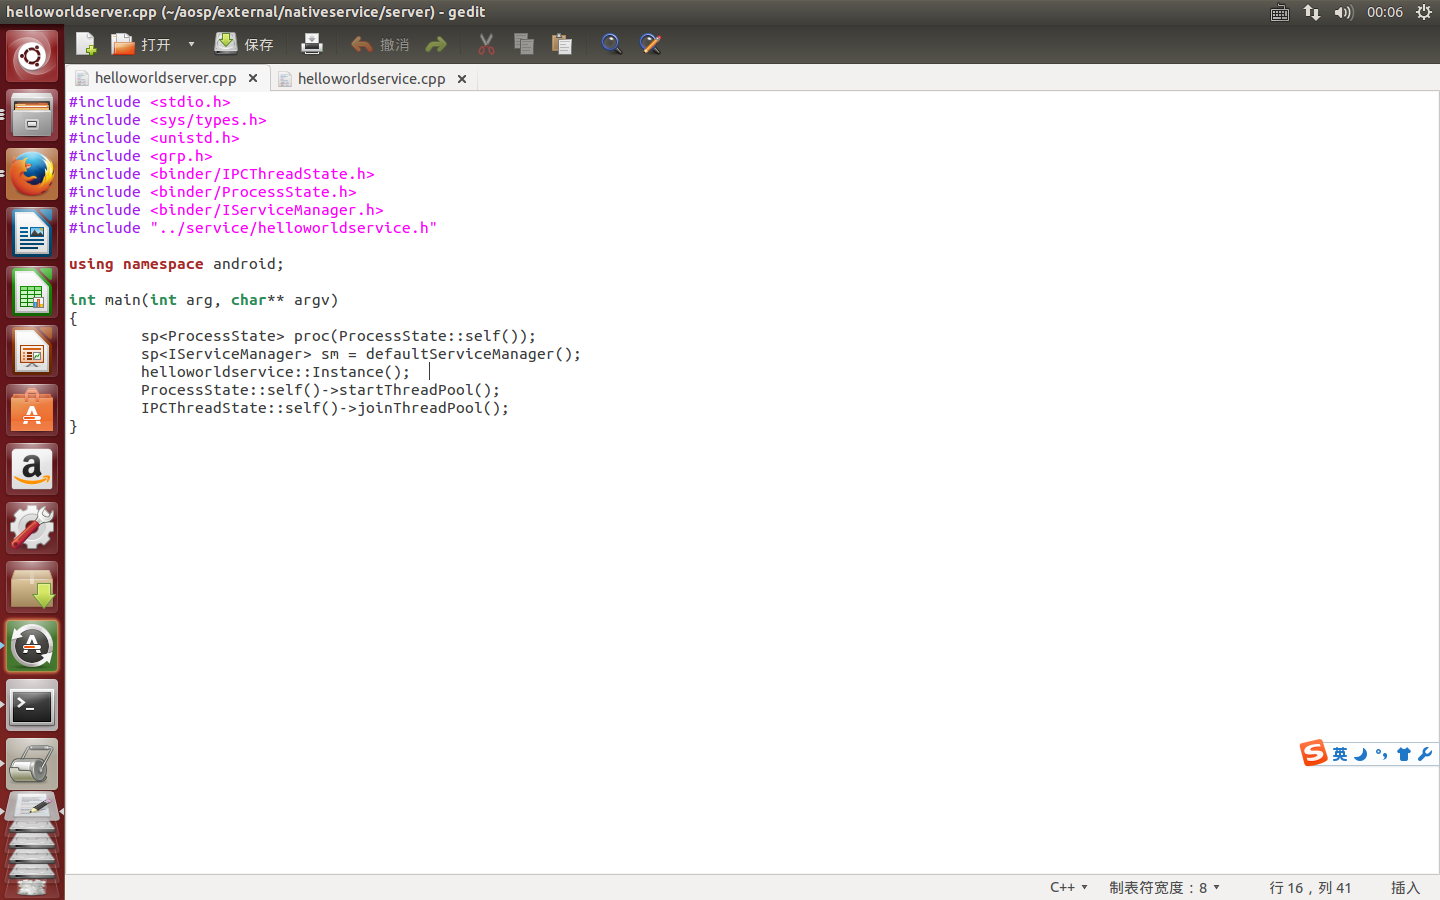 helloworldserver.cpp (~/aosp/external/nativeservice/server) - gedit
00:06
打开
保存
撤消
helloworldserver.cpp ×
helloworldservice.cpp ×
#include <stdio.h>
#include <sys/types.h>
#include <unistd.h>
#include <grp.h>
#include <binder/IPCThreadState.h>
#include <binder/ProcessState.h>
#include <binder/IServiceManager.h>
#include "../service/helloworldservice.h"
using namespace android;
int main(int arg, char** argv)
{
sp<ProcessState> proc(ProcessState::self());
sp<IServiceManager> sm = defaultServiceManager();
helloworldservice::Instance();
ProcessState::self()->startThreadPool();
IPCThreadState::self()->joinThreadPool();
}
英
C++
制表符宽度：8
行 16，列 41
插入